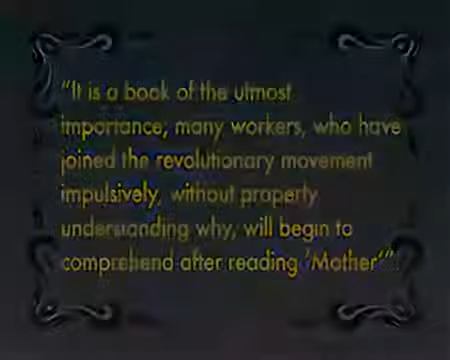 “It is a book of the utmost
importance; many workers, who have
joined the revolutionary movement
impulsively, without properly
understanding why, will begin to
comprehend after reading 'Mother'”.